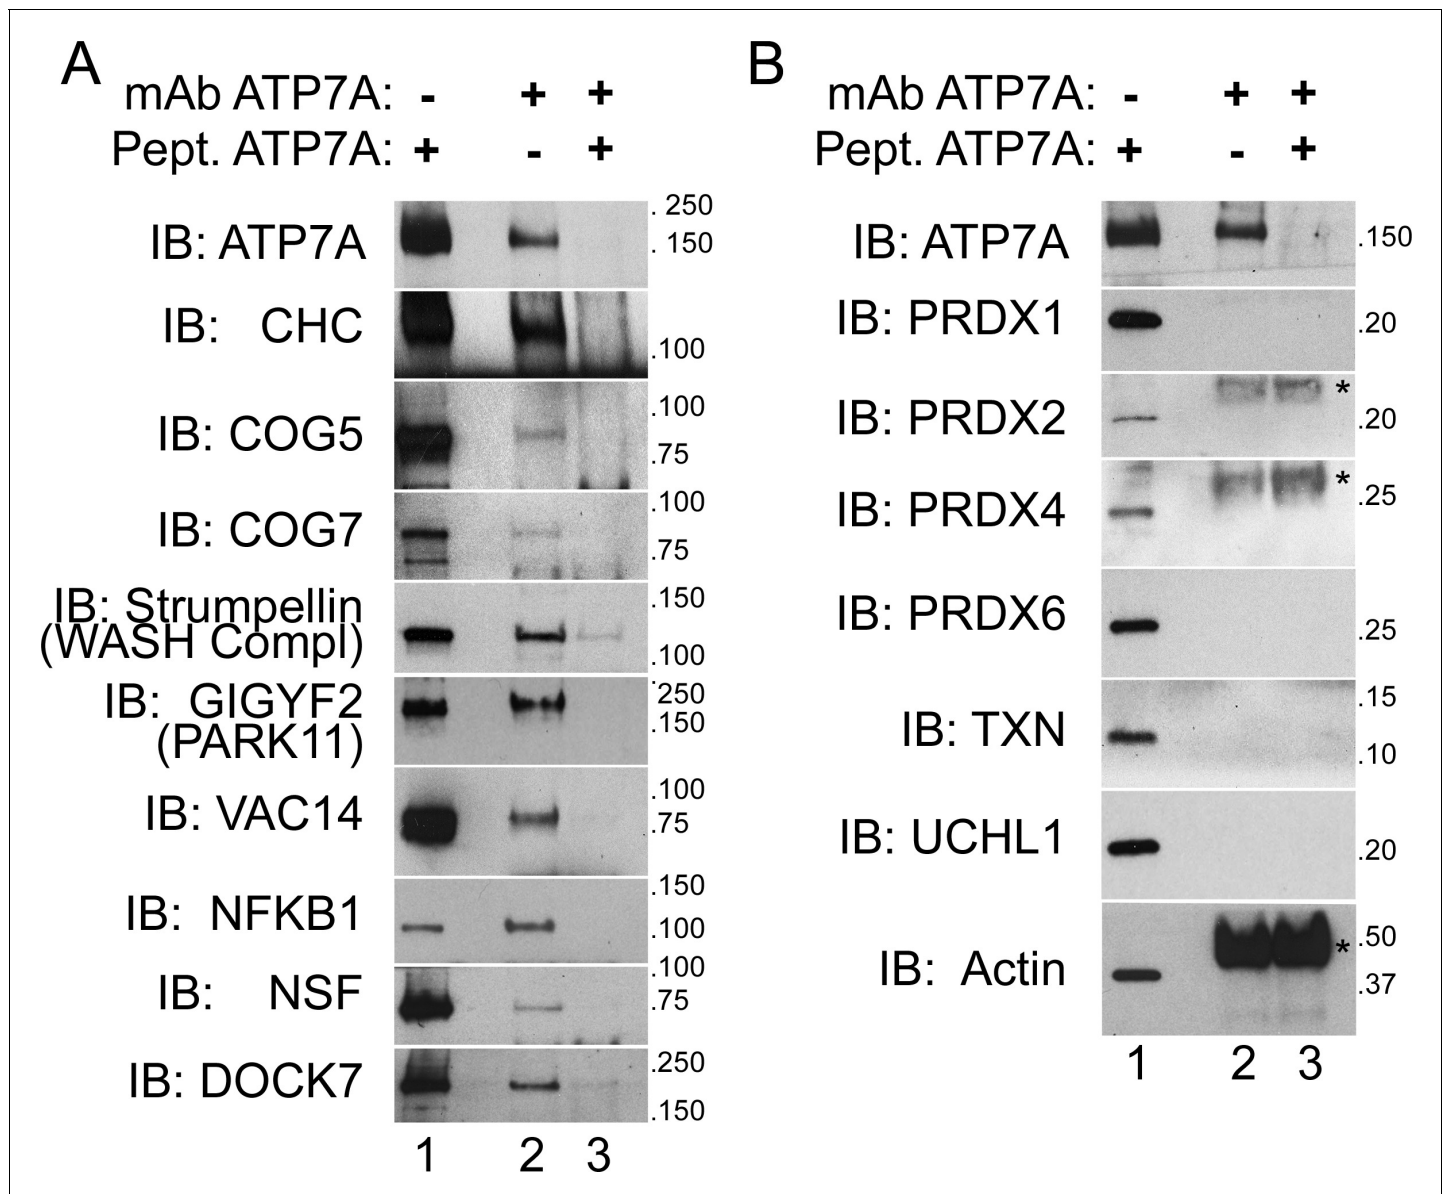 A
mAb ATP7A: - + +
Pept. ATP7A: + - +
IB: ATP7A
. 250
. 150
IB: CHC
.100
IB: COG5
.100
.75
IB: COG7
.100
.75
IB: Strumpellin
(WASH Compl)
.150
.100
IB: GIGYF2
(PARK11)
.250
.150
IB: VAC14
.100
.75
IB: NFKB1
.150
.100
IB: NSF
.100
.75
IB: DOCK7
.250
.150
1 2 3
B
mAb ATP7A: - + +
Pept. ATP7A: + - +
IB: ATP7A
.150
IB: PRDX1
.20
IB: PRDX2
*
.20
IB: PRDX4
*
.25
IB: PRDX6
.25
IB: TXN
.15
.10
IB: UCHL1
.20
IB: Actin
*
.50
.37
1 2 3